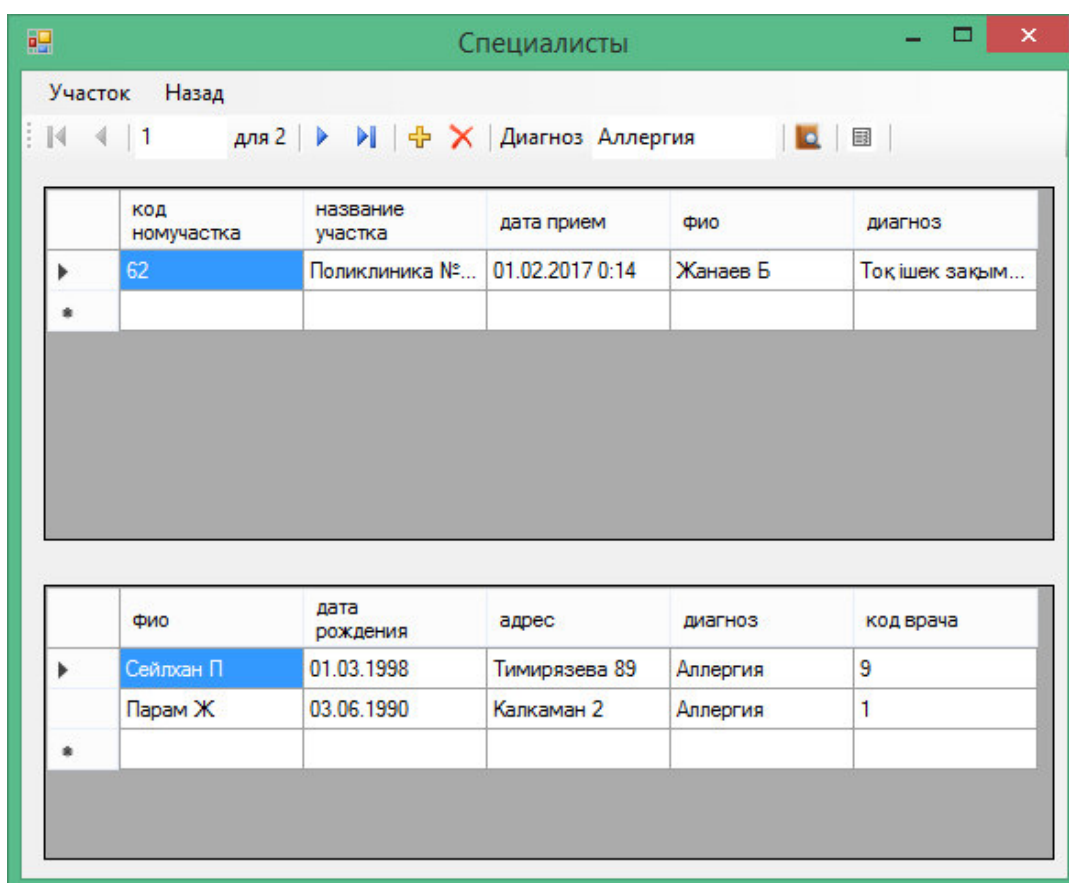 Специалисты
Участок Назад
1 для 2 Диагноз Аллергия
код номучастка название участка дата прием фио диагноз
62 Поликлиника №... 01.02.2017 0:14 Жанаев Б Тоқ ішек зақым...
фио дата рождения адрес диагноз код врача
Сейлхан П 01.03.1998 Тимирязева 89 Аллергия 9
Парам Ж 03.06.1990 Калкаман 2 Аллергия 1